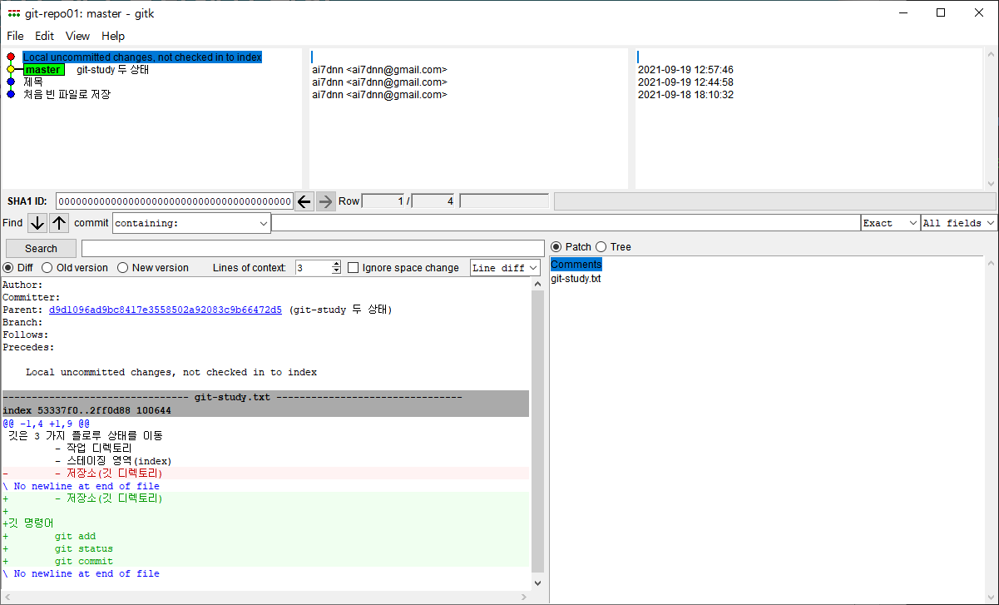 git-repo01: master - gitk
File Edit View Help
Local uncommitted changes, not checked in to index
master git-study 두 상태 ai7dnn <ai7dnn@gmail.com> 2021-09-19 12:57:46
제목 ai7dnn <ai7dnn@gmail.com> 2021-09-19 12:44:58
처음 빈 파일로 저장 ai7dnn <ai7dnn@gmail.com> 2021-09-18 18:10:32
SHA1 ID: 0000000000000000000000000000000000000000 Row 1 / 4
Find commit containing: Exact All fields
Search
Patch Tree
Diff Old version New version Lines of context: 3 Ignore space change Line diff
Comments
git-study.txt
Author:
Committer:
Parent: d9d1096ad9bc8417e3558502a92083c9b66472d5 (git-study 두 상태)
Branch:
Follows:
Precedes:
Local uncommitted changes, not checked in to index
-------------------------------- git-study.txt --------------------------------
index 53337f0..2ff0d88 100644
@@ -1,4 +1,9 @@
깃은 3 가지 플로루 상태를 이동
- 작업 디렉토리
- 스테이징 영역(index)
- - 저장소(깃 디렉토리)
\ No newline at end of file
+ - 저장소(깃 디렉토리)
+
+깃 명령어
+ git add
+ git status
+ git commit
\ No newline at end of file